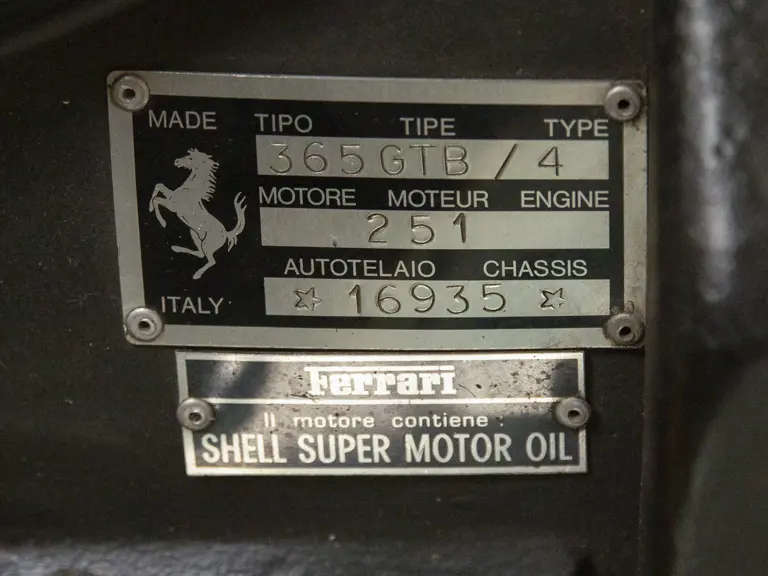 MADE TIPO TIPE TYPE
365 GTB / 4
MOTORE MOTEUR ENGINE
251
AUTOTELAIO CHASSIS
ITALY ☆ 16935 ☆
Ferrari
Il motore contiene :
SHELL SUPER MOTOR OIL